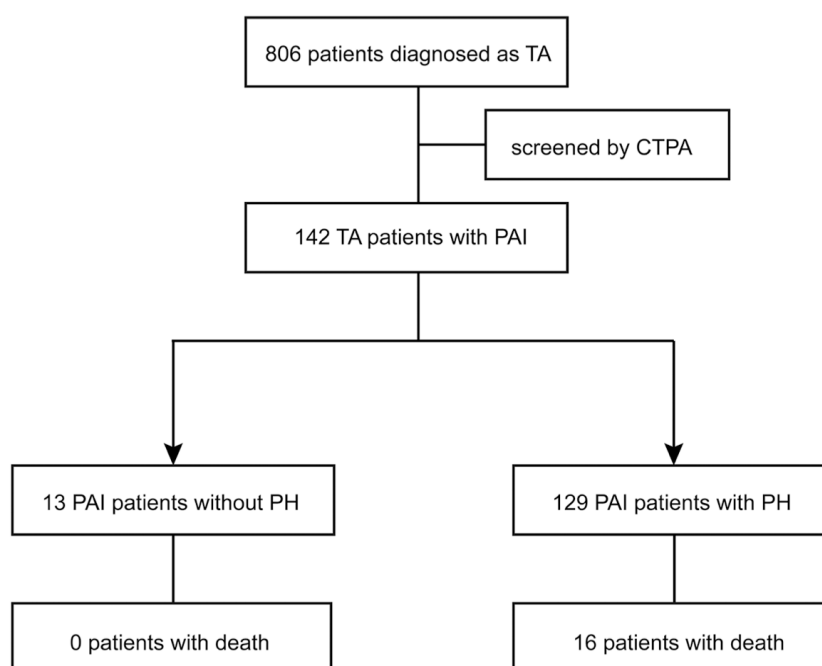 806 patients diagnosed as TA
screened by CTPA
142 TA patients with PAI
13 PAI patients without PH
129 PAI patients with PH
0 patients with death
16 patients with death